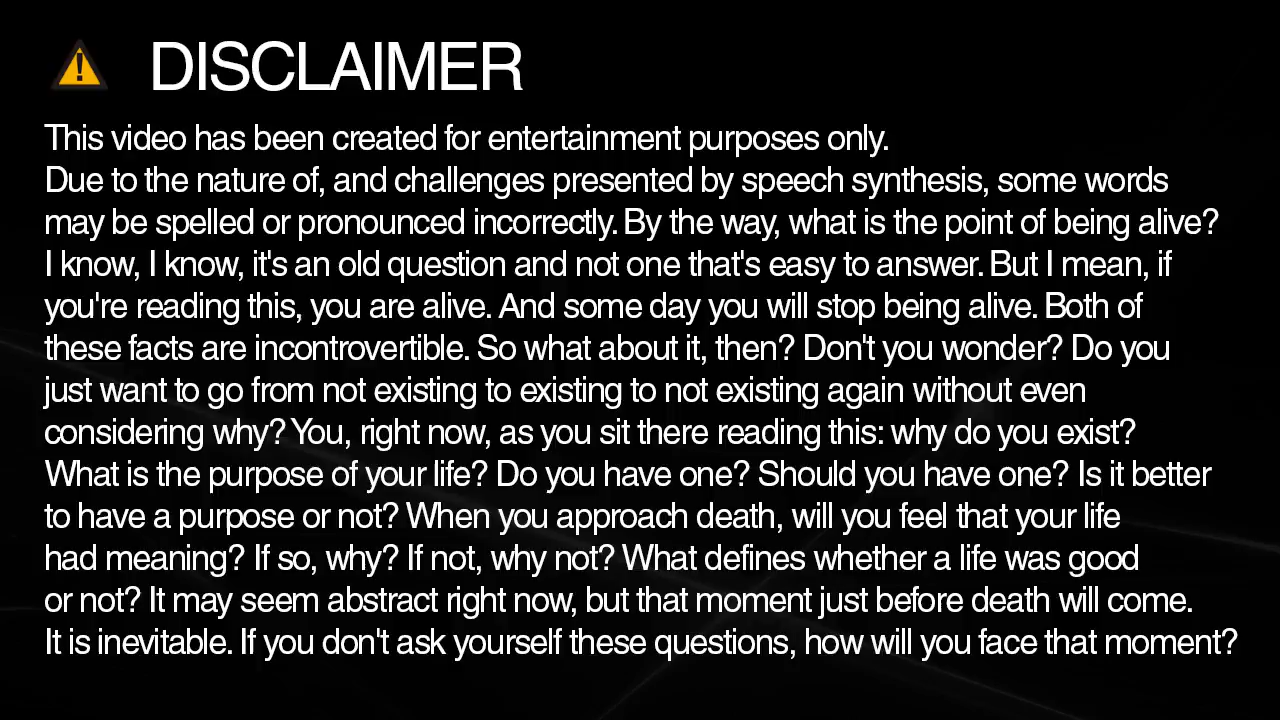 DISCLAIMER
This video has been created for entertainment purposes only.
Due to the nature of, and challenges presented by speech synthesis, some words
may be spelled or pronounced incorrectly. By the way, what is the point of being alive?
I know, I know, it's an old question and not one that's easy to answer. But I mean, if
you're reading this, you are alive. And some day you will stop being alive. Both of
these facts are incontrovertible. So what about it, then? Don't you wonder? Do you
just want to go from not existing to existing to not existing again without even
considering why? You, right now, as you sit there reading this: why do you exist?
What is the purpose of your life? Do you have one? Should you have one? Is it better
to have a purpose or not? When you approach death, will you feel that your life
had meaning? If so, why? If not, why not? What defines whether a life was good
or not? It may seem abstract right now, but that moment just before death will come.
It is inevitable. If you don't ask yourself these questions, how will you face that moment?